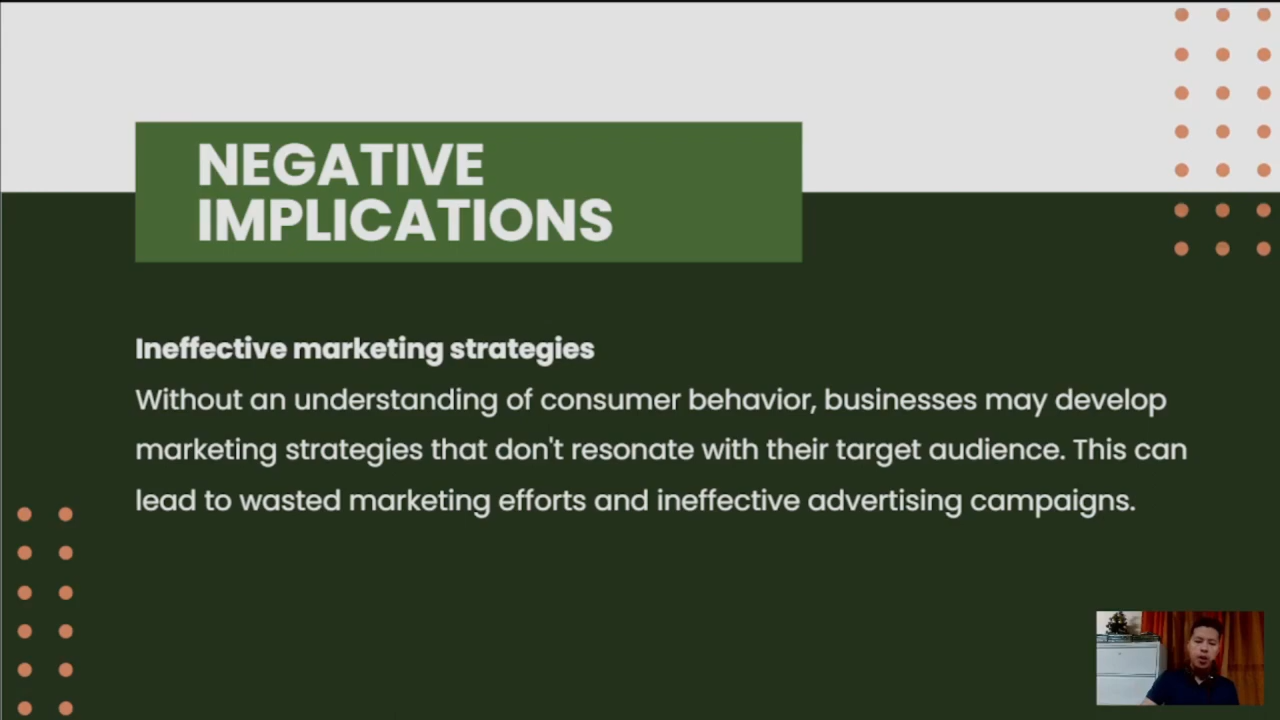 NEGATIVE
IMPLICATIONS
Ineffective marketing strategies
Without an understanding of consumer behavior, businesses may develop
marketing strategies that don't resonate with their target audience. This can
lead to wasted marketing efforts and ineffective advertising campaigns.